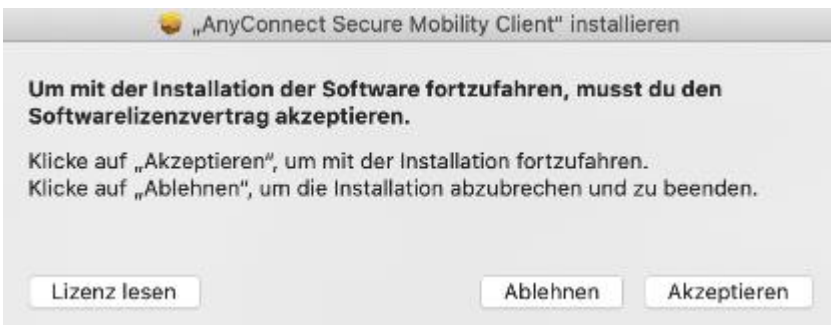 „AnyConnect Secure Mobility Client" installieren
Um mit der Installation der Software fortzufahren, musst du den
Softwarelizenzvertrag akzeptieren.
Klicke auf „Akzeptieren", um mit der Installation fortzufahren.
Klicke auf „Ablehnen", um die Installation abzubrechen und zu beenden.
Lizenz lesen
Ablehnen
Akzeptieren